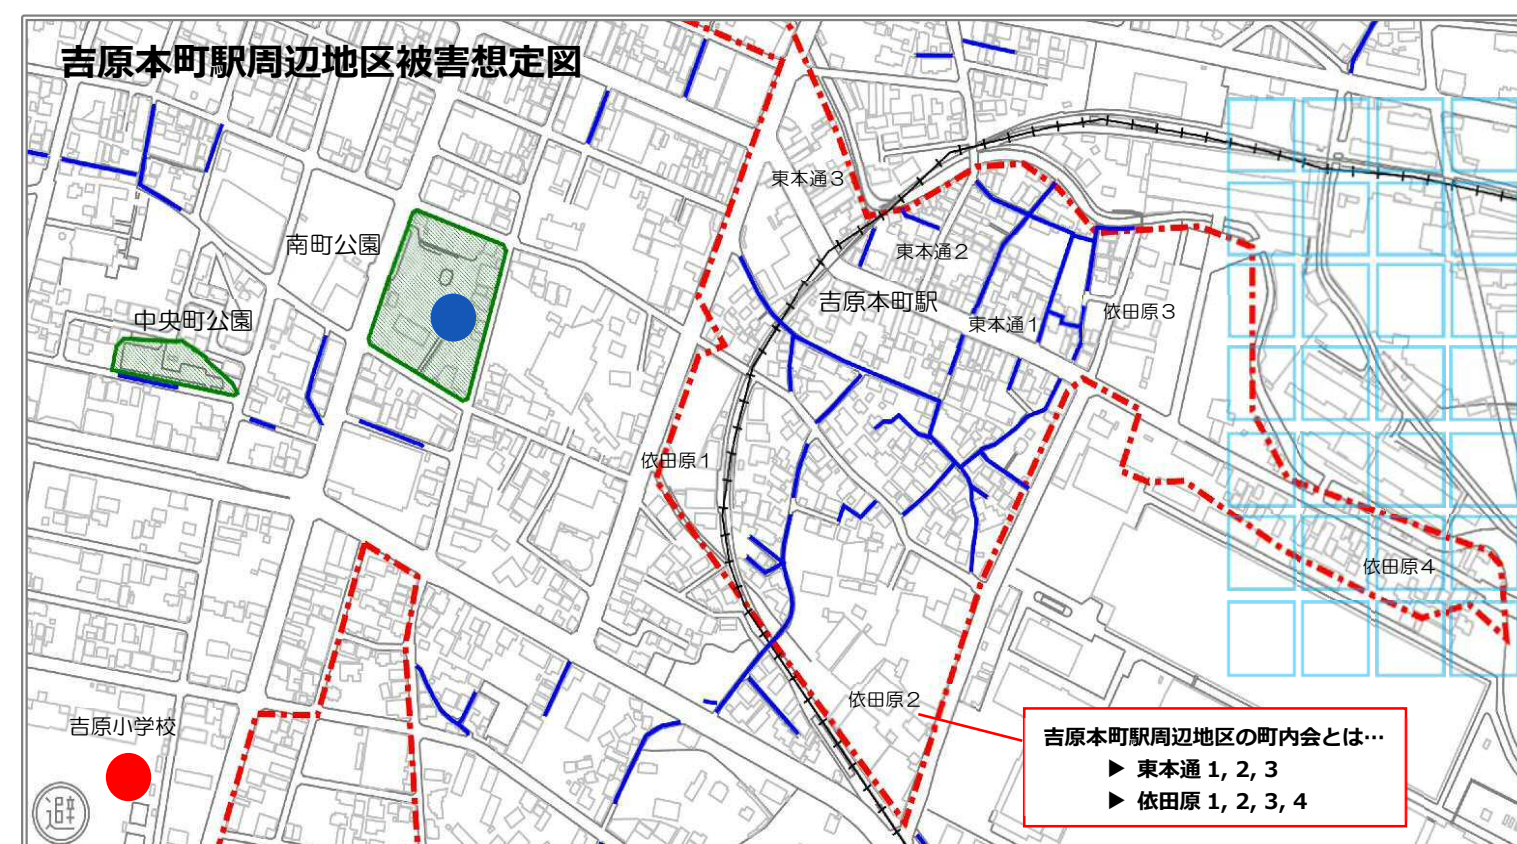 吉原本町駅周辺地区被害想定図
東本通3
南町公園
東本通2
吉原本町駅
依田原3
中央町公園
東本通1
依田原1
依田原4
依田原2
吉原小学校
避
吉原本町駅周辺地区の町内会とは…
▶ 東本通 1, 2, 3
▶ 依田原 1, 2, 3, 4